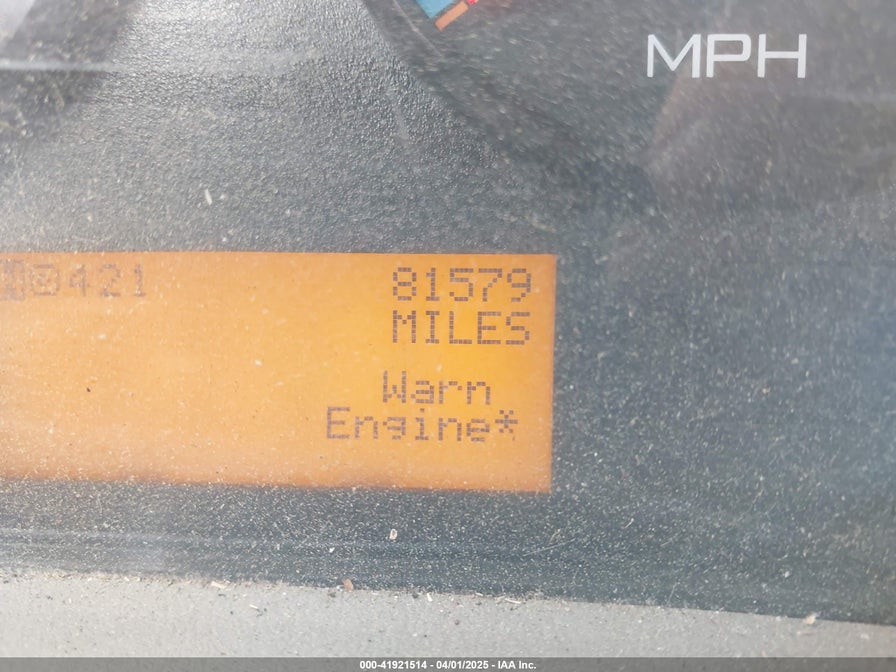 MPH
421 81579
MILES
Warn
Engine*
000-41921514 - 04/01/2025 - IAA Inc.